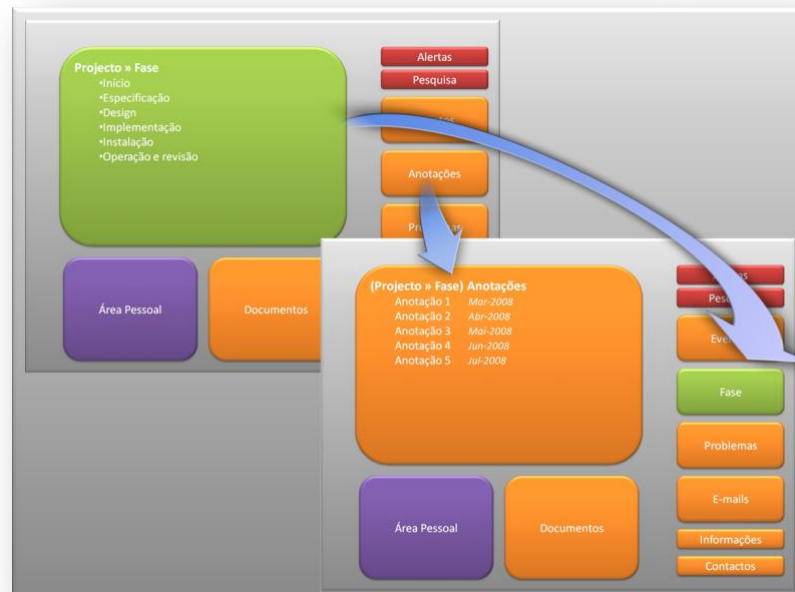 Projecto » Fase
•Início
•Especificação
•Design
•Implementação
•Instalação
•Operação e revisão
Alertas
Pesquisa
Anotações
Área Pessoal
Documentos
(Projecto » Fase) Anotações
Anotação 1 Mar-2008
Anotação 2 Abr-2008
Anotação 3 Mai-2008
Anotação 4 Jun-2008
Anotação 5 Jul-2008
Fase
Problemas
E-mails
Informações
Contactos
Área Pessoal
Documentos